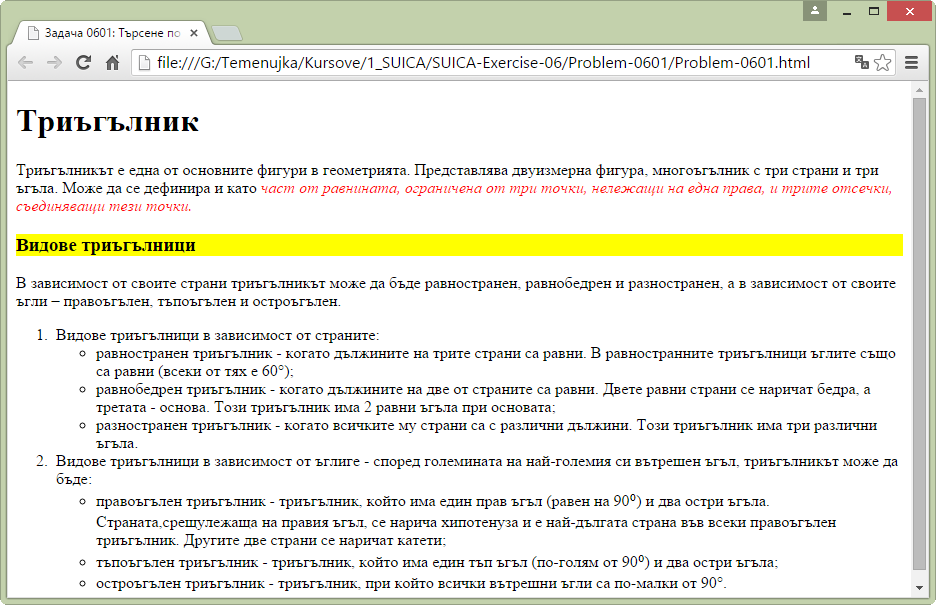 Задача 0601: Търсене по
file:///G:/Temenujka/Kursove/1_SUICA/SUICA-Exercise-06/Problem-0601/Problem-0601.html
Триъгълник
Триъгълникът е една от основните фигури в геометрията. Представлява двуизмерна фигура, многоъгълник с три страни и три
ъгъла. Може да се дефинира и като част от равнината, ограничена от три точки, нележащи на една права, и трите отсечки,
съединяващи тези точки.
Видове триъгълници
В зависимост от своите страни триъгълникът може да бъде равностранен, равнобедрен и разностранен, а в зависимост от своите
ъгли – правоъгълен, тъпоъгълен и остроъгълен.
1. Видове триъгълници в зависимост от страните:
◦ равностранен триъгълник - когато дължините на трите страни са равни. В равностранните триъгълници ъглите също
са равни (всеки от тях е 60°);
◦ равнобедрен триъгълник - когато дължините на две от страните са равни. Двете равни страни се наричат бедра, а
третата - основа. Този триъгълник има 2 равни ъгъла при основата;
◦ разностранен триъгълник - когато всичките му страни са с различни дължини. Този триъгълник има три различни
ъгъла.
2. Видове триъгълници в зависимост от ъглиге - според големината на най-големия си вътрешен ъгъл, триъгълникът може да
бъде:
◦ правоъгълен триъгълник - триъгълник, който има един прав ъгъл (равен на 90⁰) и два остри ъгъла.
Страната,срещулежаща на правия ъгъл, се нарича хипотенуза и е най-дългата страна във всеки правоъгълен
триъгълник. Другите две страни се наричат катети;
◦ тъпоъгълен триъгълник - триъгълник, който има един тъп ъгъл (по-голям от 90⁰) и два остри ъгъла;
◦ остроъгълен триъгълник - триъгълник, при който всички вътрешни ъгли са по-малки от 90°.